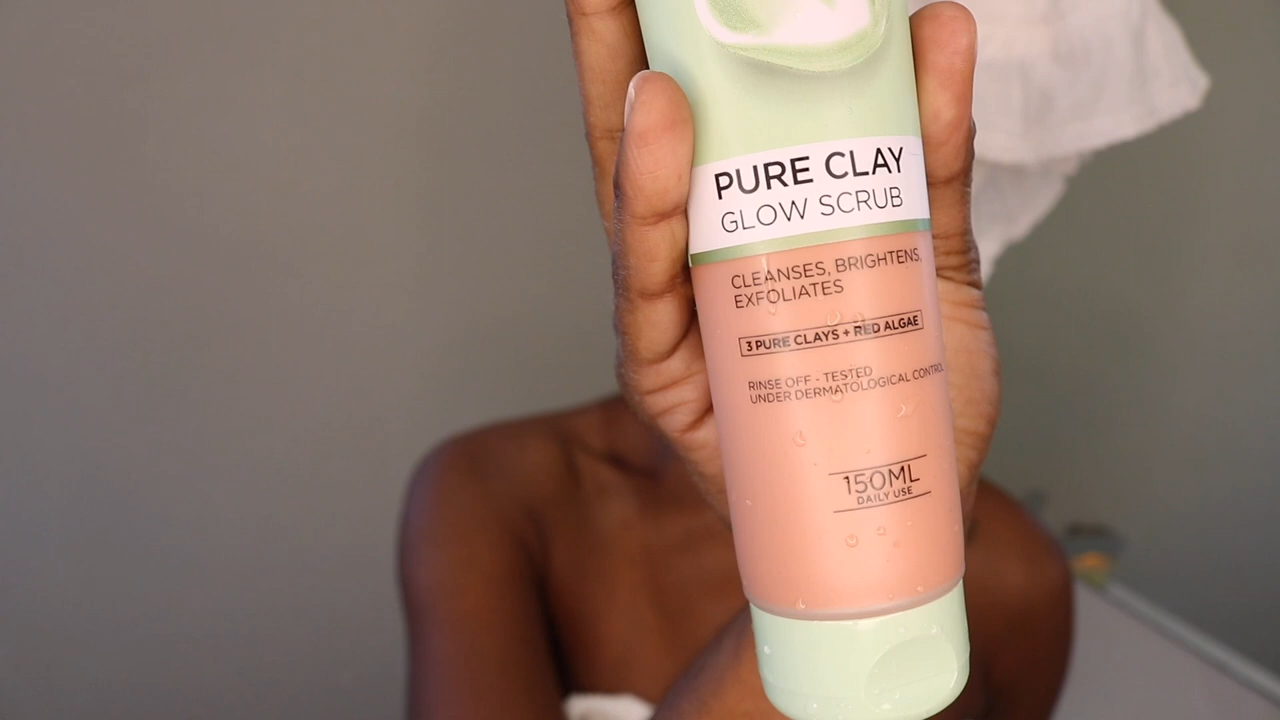 PURE CLAY
GLOW SCRUB
CLEANSES, BRIGHTENS,
EXFOLIATES
3 PURE CLAYS + RED ALGAE
RINSE OFF - TESTED
UNDER DERMATOLOGICAL CONTROL
150ML
DAILY USE